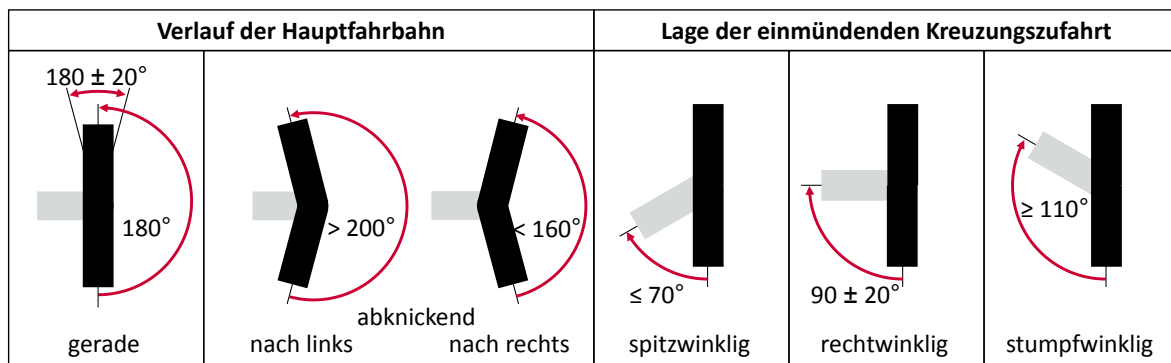 Verlauf der Hauptfahrbahn
Lage der einmündenden Kreuzungszufahrt
180 ± 20°
180°
gerade
> 200°
< 160°
abknickend
nach links
nach rechts
≤ 70°
spitzwinklig
90 ± 20°
rechtwinklig
≥ 110°
stumpfwinklig